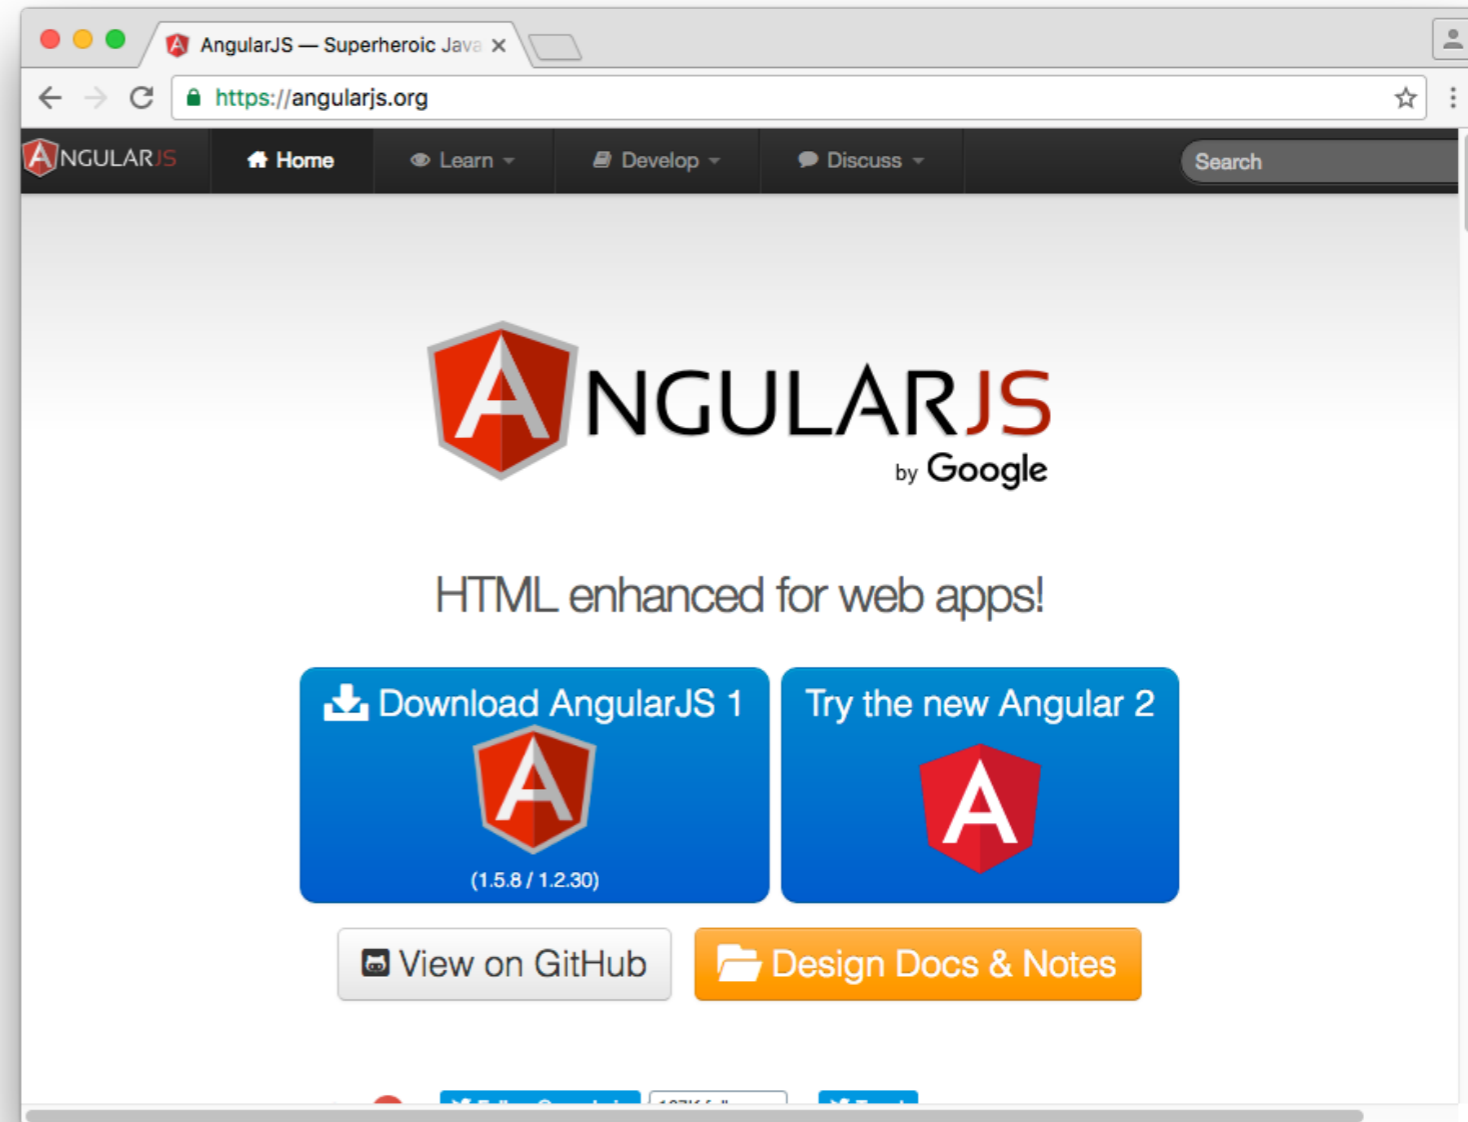 AngularJS — Superheroic Java
https://angularjs.org
ANGULARJS Home Learn Develop Discuss Search
ANGULARJS
by Google
HTML enhanced for web apps!
Download AngularJS 1
(1.5.8 / 1.2.30)
Try the new Angular 2
View on GitHub
Design Docs & Notes